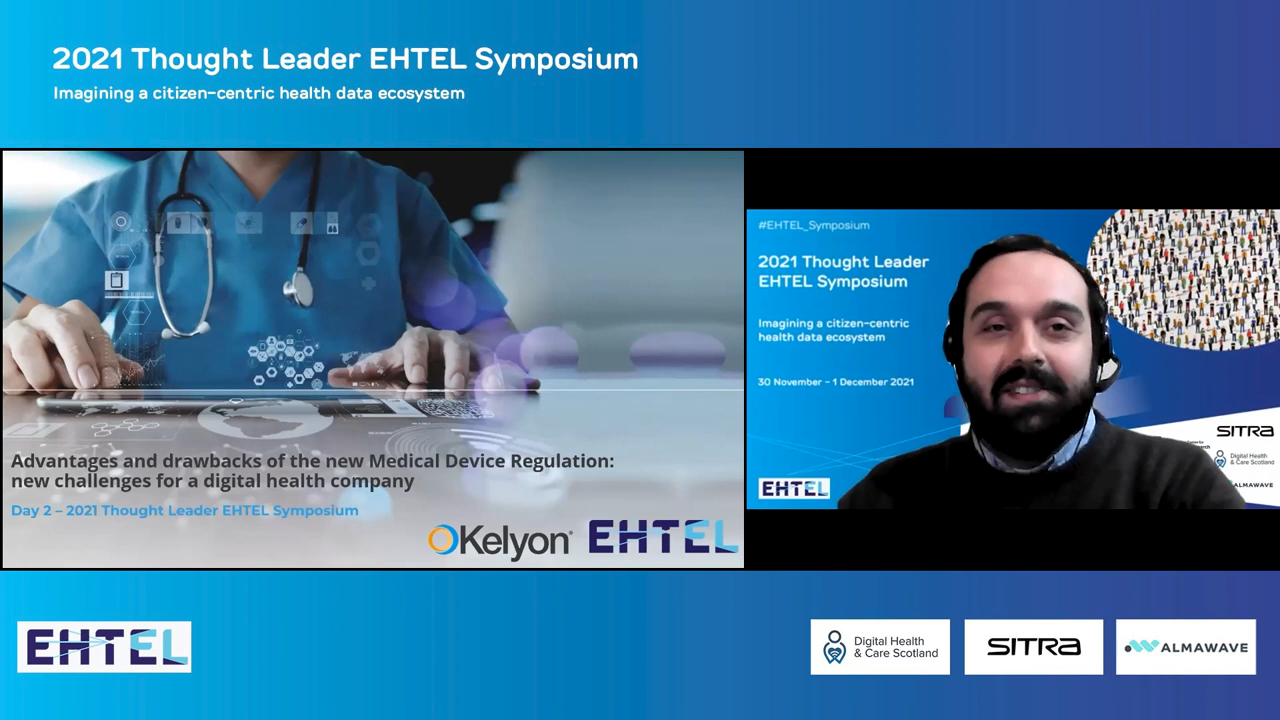 2021 Thought Leader EHTEL Symposium
Imagining a citizen-centric health data ecosystem
Advantages and drawbacks of the new Medical Device Regulation:
new challenges for a digital health company
Day 2 – 2021 Thought Leader EHTEL Symposium
Kelyon
EHTEL
#EHTEL_Symposium
2021 Thought Leader
EHTEL Symposium
Imagining a citizen-centric
health data ecosystem
30 November - 1 December 2021
EHTEL
SITRA
Digital Health
& Care Scotland
ALMAWAVE
EHTEL
Digital Health
& Care Scotland
SITRA
ALMAWAVE